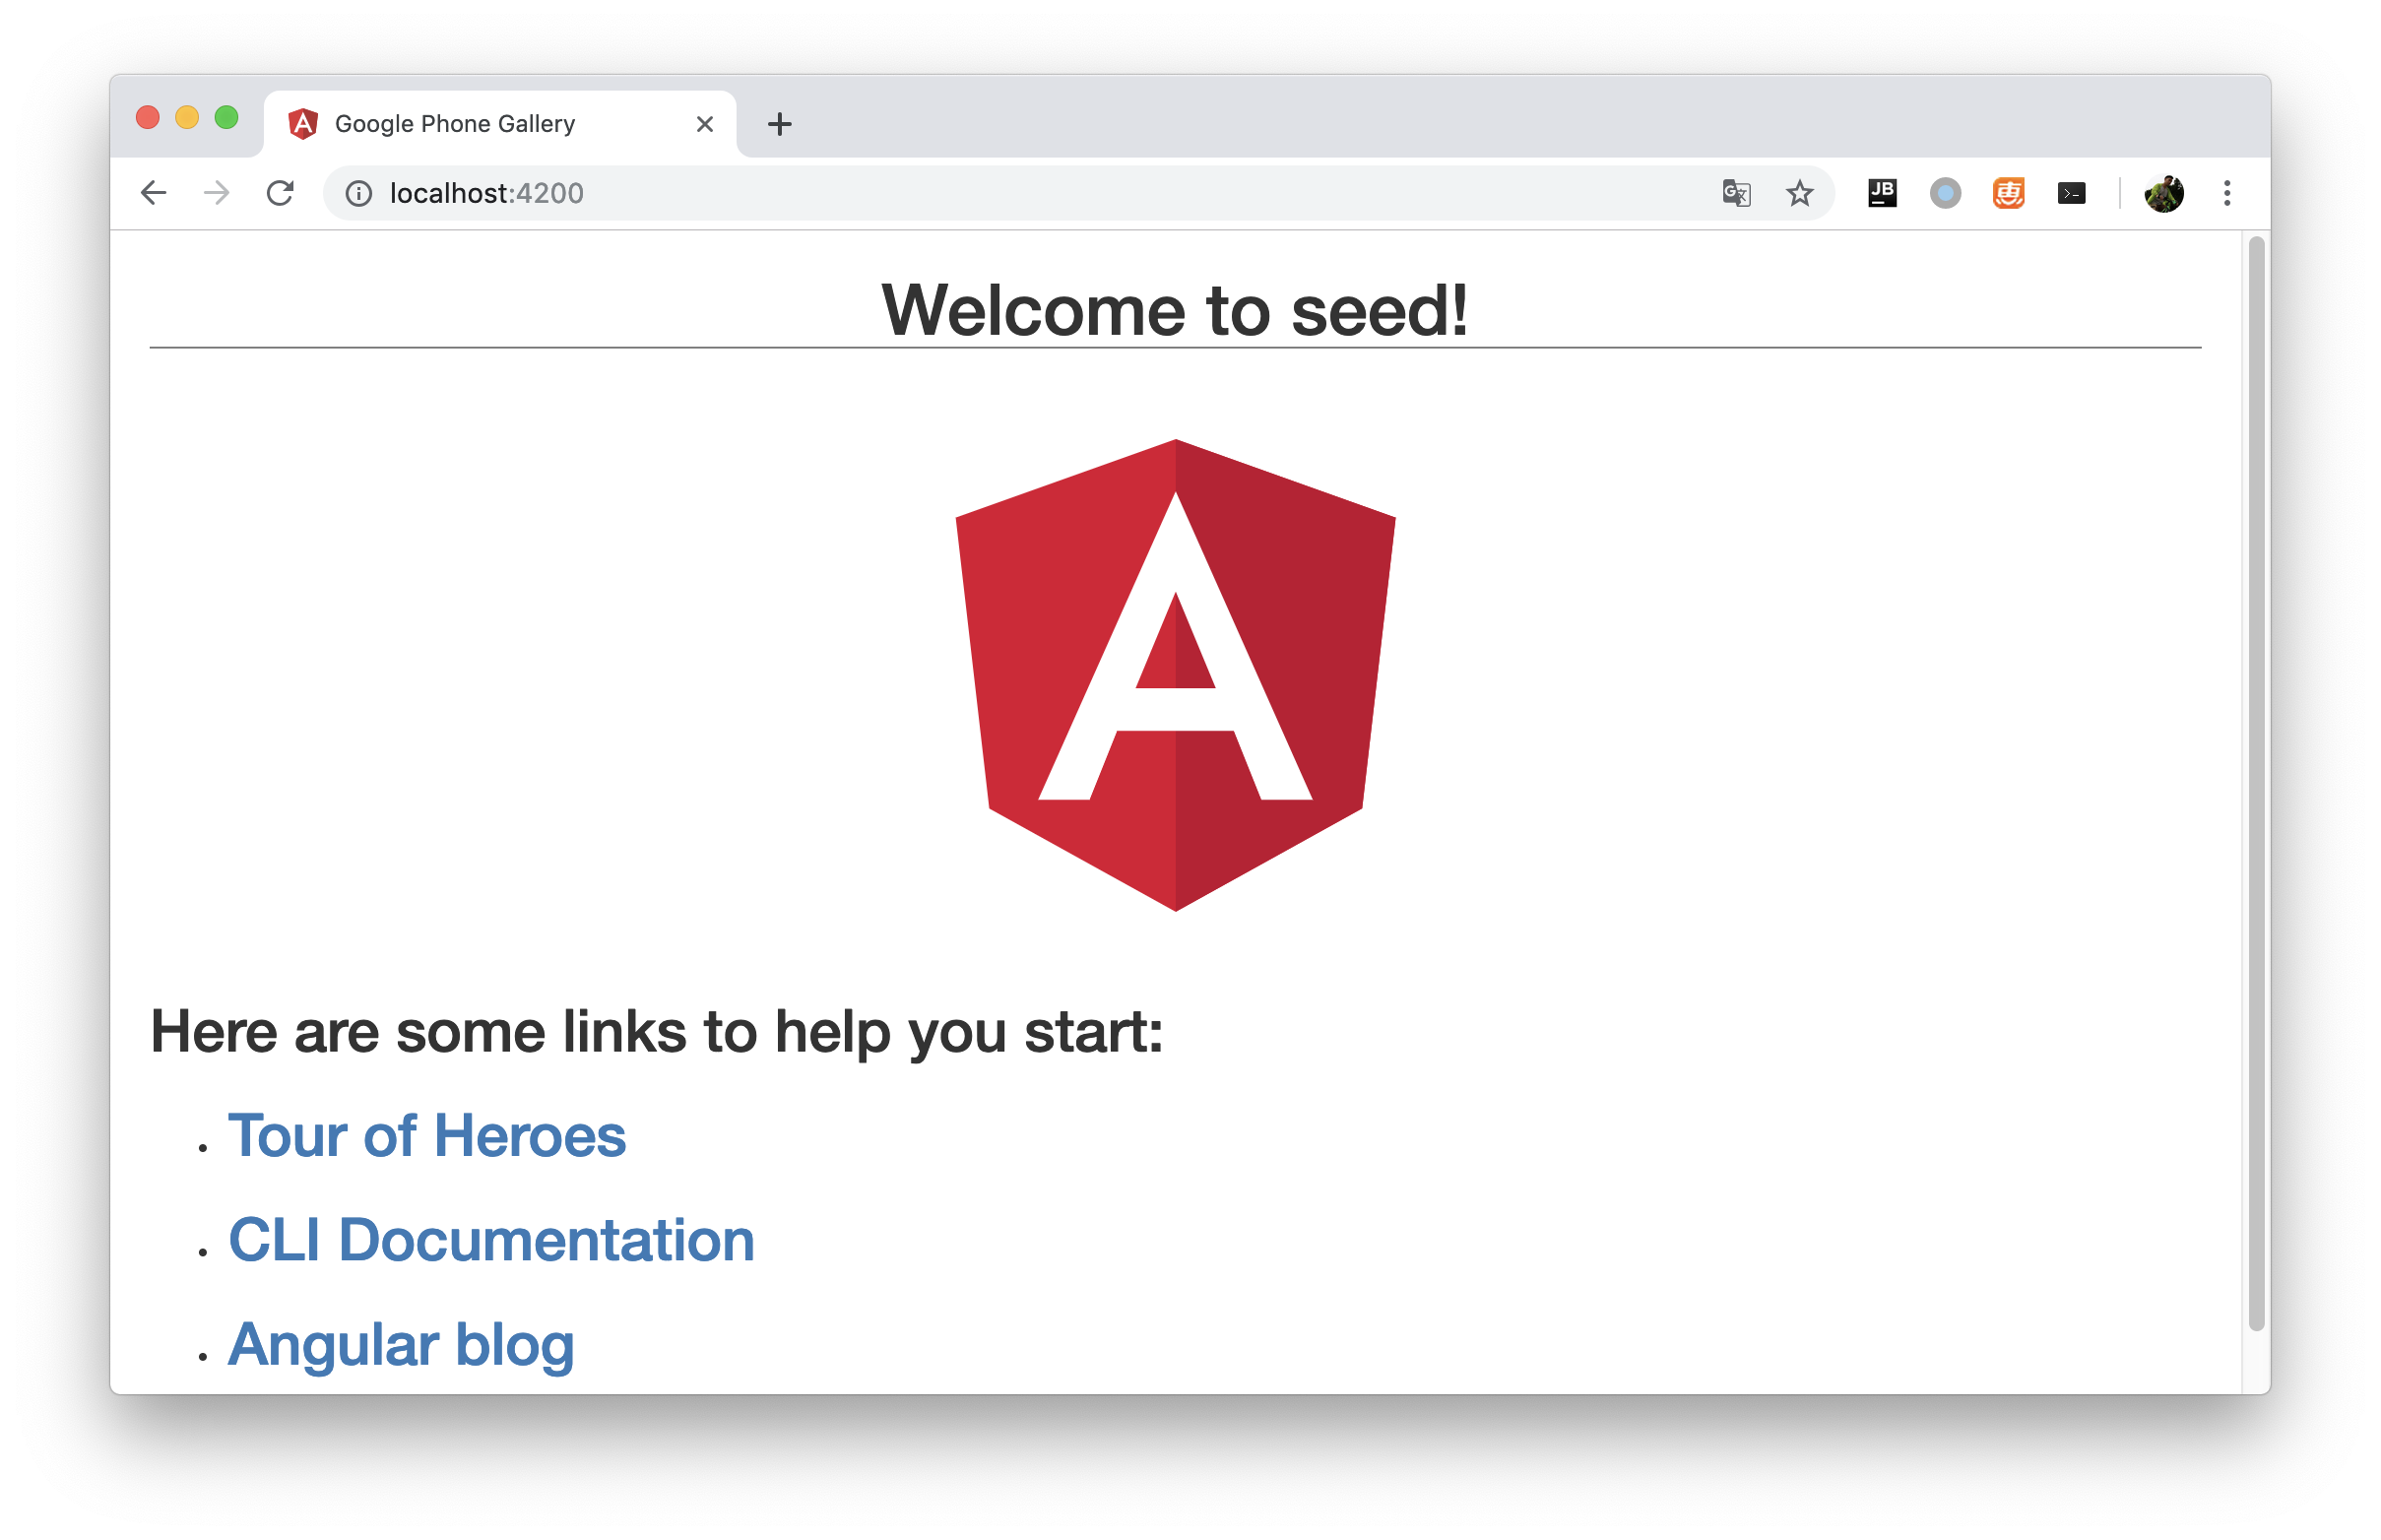 Google Phone Gallery
localhost:4200
JB
惠
Welcome to seed!
A
Here are some links to help you start:
Tour of Heroes
CLI Documentation
Angular blog